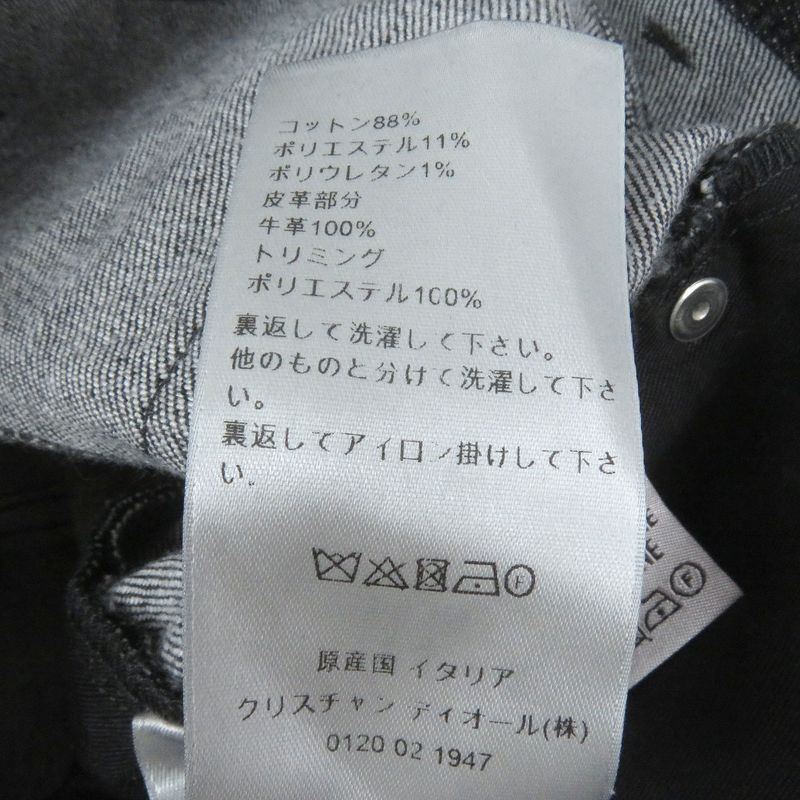 コットン88%
ポリエステル11%
ポリウレタン1%
皮革部分
牛革100%
トリミング
ポリエステル100%
裏返して洗濯して下さい。
他のものと分けて洗濯して下さ
い。
裏返してアイロン掛けして下さ
い.
F
原産国 イタリア
クリスチャン ディオール(株)
0120 02 1947
F